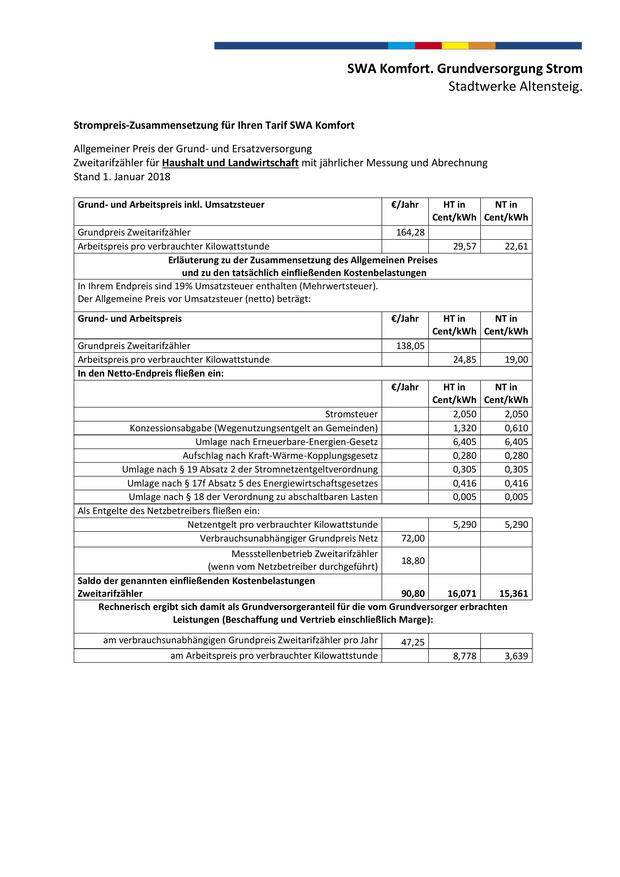 SWA Komfort. Grundversorgung Strom
Stadtwerke Altensteig.
Strompreis-Zusammensetzung für Ihren Tarif SWA Komfort
Allgemeiner Preis der Grund- und Ersatzversorgung
Zweitarifzähler für Haushalt und Landwirtschaft mit jährlicher Messung und Abrechnung
Stand 1. Januar 2018
Grund- und Arbeitspreis inkl. Umsatzsteuer €/Jahr HT in Cent/kWh NT in Cent/kWh
Grundpreis Zweitarifzähler 164,28
Arbeitspreis pro verbrauchter Kilowattstunde 29,57 22,61
Erläuterung zu der Zusammensetzung des Allgemeinen Preises
und zu den tatsächlich einfließenden Kostenbelastungen
In Ihrem Endpreis sind 19% Umsatzsteuer enthalten (Mehrwertsteuer).
Der Allgemeine Preis vor Umsatzsteuer (netto) beträgt:
Grund- und Arbeitspreis €/Jahr HT in Cent/kWh NT in Cent/kWh
Grundpreis Zweitarifzähler 138,05
Arbeitspreis pro verbrauchter Kilowattstunde 24,85 19,00
In den Netto-Endpreis fließen ein:
€/Jahr HT in Cent/kWh NT in Cent/kWh
Stromsteuer 2,050 2,050
Konzessionsabgabe (Wegenutzungsentgelt an Gemeinden) 1,320 0,610
Umlage nach Erneuerbare-Energien-Gesetz 6,405 6,405
Aufschlag nach Kraft-Wärme-Kopplungsgesetz 0,280 0,280
Umlage nach § 19 Absatz 2 der Stromnetzentgeltverordnung 0,305 0,305
Umlage nach § 17f Absatz 5 des Energiewirtschaftsgesetzes 0,416 0,416
Umlage nach § 18 der Verordnung zu abschaltbaren Lasten 0,005 0,005
Als Entgelte des Netzbetreibers fließen ein:
Netzentgelt pro verbrauchter Kilowattstunde 5,290 5,290
Verbrauchsunabhängiger Grundpreis Netz 72,00
Messstellenbetrieb Zweitarifzähler
(wenn vom Netzbetreiber durchgeführt) 18,80
Saldo der genannten einfließenden Kostenbelastungen
Zweitarifzähler 90,80 16,071 15,361
Rechnerisch ergibt sich damit als Grundversorgeranteil für die vom Grundversorger erbrachten
Leistungen (Beschaffung und Vertrieb einschließlich Marge):
am verbrauchsunabhängigen Grundpreis Zweitarifzähler pro Jahr 47,25
am Arbeitspreis pro verbrauchter Kilowattstunde 8,778 3,639